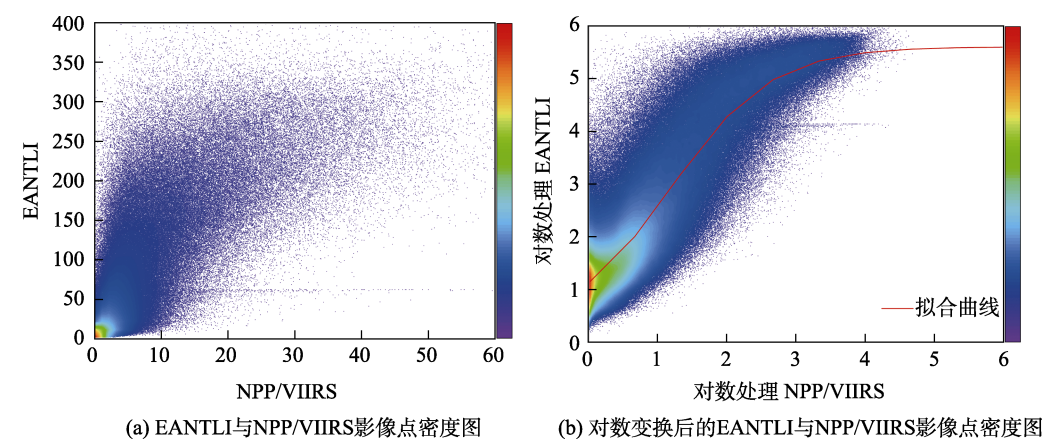 400
350
300
250
200
150
100
50
0
EANTLI
0 10 20 30 40 50 60
NPP/VIIRS
(a) EANTLI与NPP/VIIRS影像点密度图
6
5
4
3
2
1
0
对数处理 EANTLI
拟合曲线
0 1 2 3 4 5 6
对数处理 NPP/VIIRS
(b) 对数变换后的EANTLI与NPP/VIIRS影像点密度图